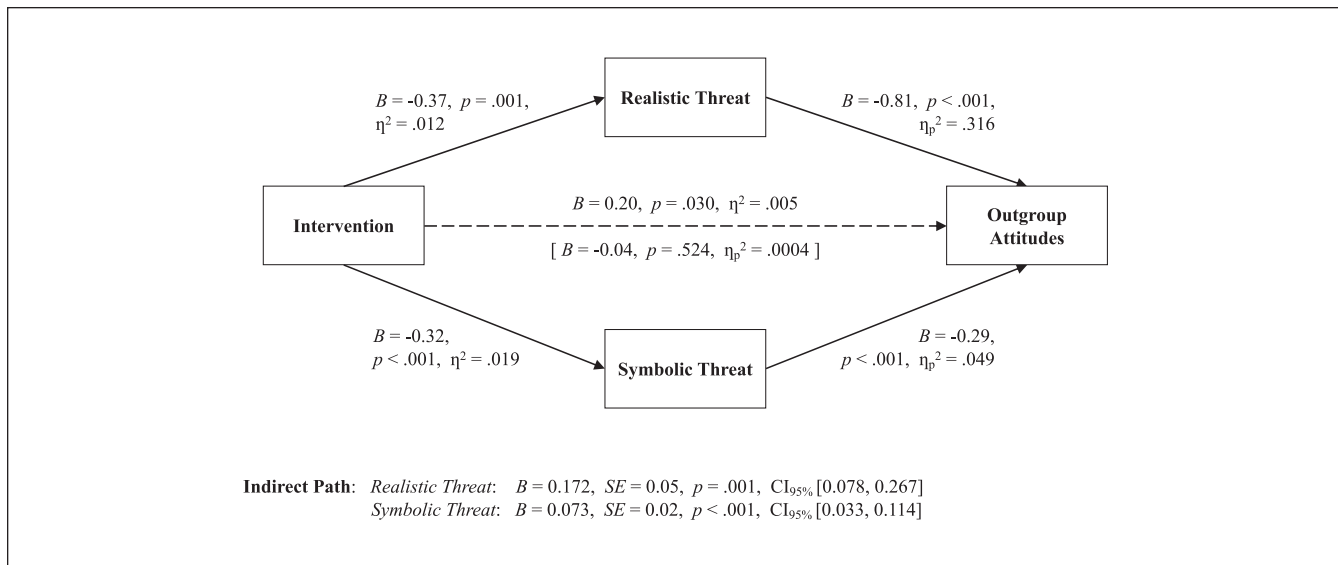 Realistic Threat
B = -0.37, p = .001,
η² = .012
B = -0.81, p < .001,
ηp² = .316
Intervention
B = 0.20, p = .030, η² = .005
[ B = -0.04, p = .524, ηp² = .0004 ]
Outgroup
Attitudes
B = -0.32,
p < .001, η² = .019
Symbolic Threat
B = -0.29,
p < .001, ηp² = .049
Indirect Path: Realistic Threat: B = 0.172, SE = 0.05, p = .001, CI95% [0.078, 0.267]
Symbolic Threat: B = 0.073, SE = 0.02, p < .001, CI95% [0.033, 0.114]